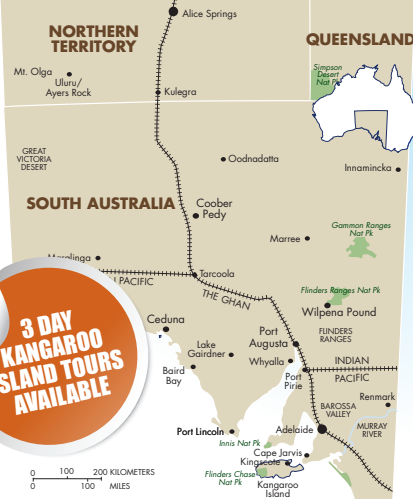 Alice Springs
NORTHERN
TERRITORY
QUEENSLAND
Simpson
Desert
Nat Pk
Mt. Olga
Uluru/
Ayers Rock
Kulegra
GREAT
VICTORIA
DESERT
Oodnadatta
Innamincka
SOUTH AUSTRALIA
Coober
Pedy
Gammon Ranges
Nat Pk
Marree
Maralinga
Tarcoola
PACIFIC
THE GHAN
Flinders Ranges Nat Pk
Wilpena Pound
Ceduna
Port
Augusta
FLINDERS
RANGES
Lake
Gairdner
Whyalla
INDIAN
PACIFIC
Baird
Bay
Port
Pirie
Renmark
BAROSSA
VALLEY
MURRAY
RIVER
Port Lincoln
Adelaide
Innis Nat Pk
Cape Jarvis
Kingscote
Flinders Chase
Nat Pk
Kangaroo
Island
3 DAY
KANGAROO
ISLAND TOURS
AVAILABLE
0 100 200 KILOMETERS
0 100 MILES